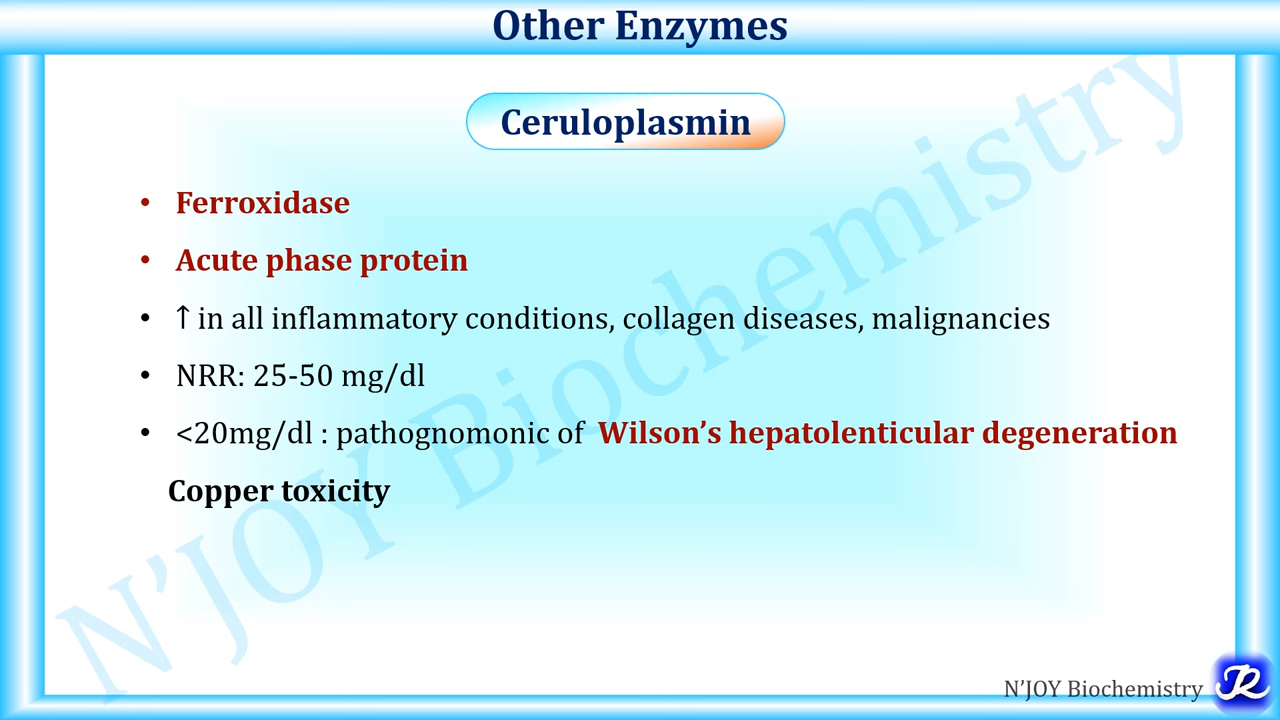 Other Enzymes
Ceruloplasmin
• Ferroxidase
• Acute phase protein
• ↑ in all inflammatory conditions, collagen diseases, malignancies
• NRR: 25-50 mg/dl
• <20mg/dl : pathognomonic of Wilson’s hepatolenticular degeneration
Copper toxicity
N’JOY Biochemistry
N’JOY Biochemistry
JR